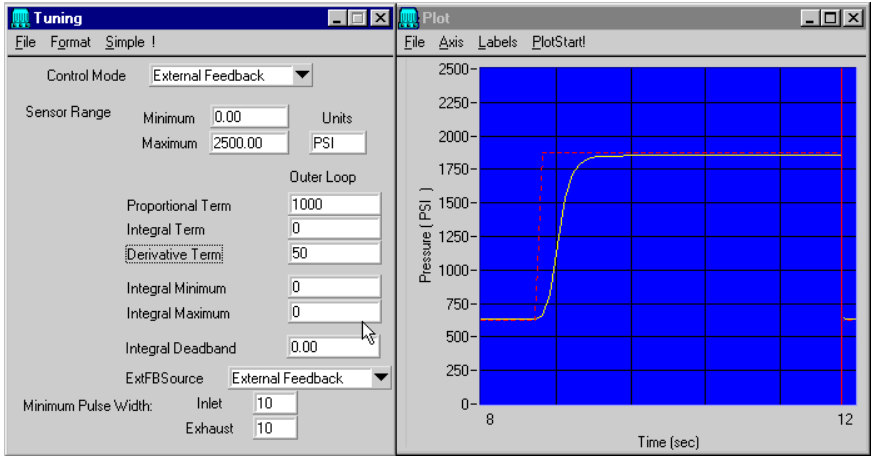 Tuning
File Format Simple !
Control Mode External Feedback
Sensor Range Minimum 0.00 Units
Maximum 2500.00 PSI
Outer Loop
Proportional Term 1000
Integral Term 0
Derivative Term 50
Integral Minimum 0
Integral Maximum 0
Integral Deadband 0.00
ExtFBSource External Feedback
Minimum Pulse Width: Inlet 10
Exhaust 10
Plot
File Axis Labels PlotStart!
Pressure ( PSI )
2500
2250
2000
1750
1500
1250
1000
750
500
250
0
8 12
Time (sec)